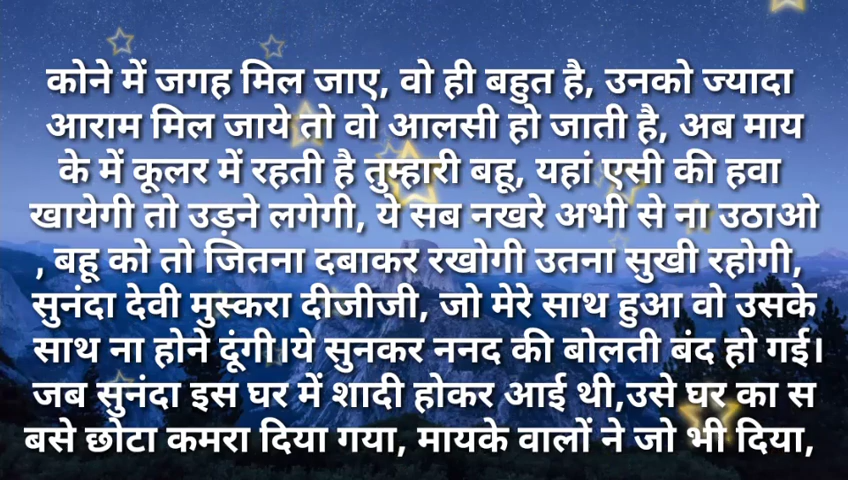 कोने में जगह मिल जाए, वो ही बहुत है, उनको ज्यादा
आराम मिल जाये तो वो आलसी हो जाती है, अब माय
के में कूलर में रहती है तुम्हारी बहू, यहां एसी की हवा
खायेगी तो उड़ने लगेगी, ये सब नखरे अभी से ना उठाओ
, बहू को तो जितना दबाकर रखोगी उतना सुखी रहोगी,
सुनंदा देवी मुस्करा दीजीजी, जो मेरे साथ हुआ वो उसके
साथ ना होने दूंगी।ये सुनकर ननद की बोलती बंद हो गई।
जब सुनंदा इस घर में शादी होकर आई थी,उसे घर का स
बसे छोटा कमरा दिया गया, मायके वालों ने जो भी दिया,